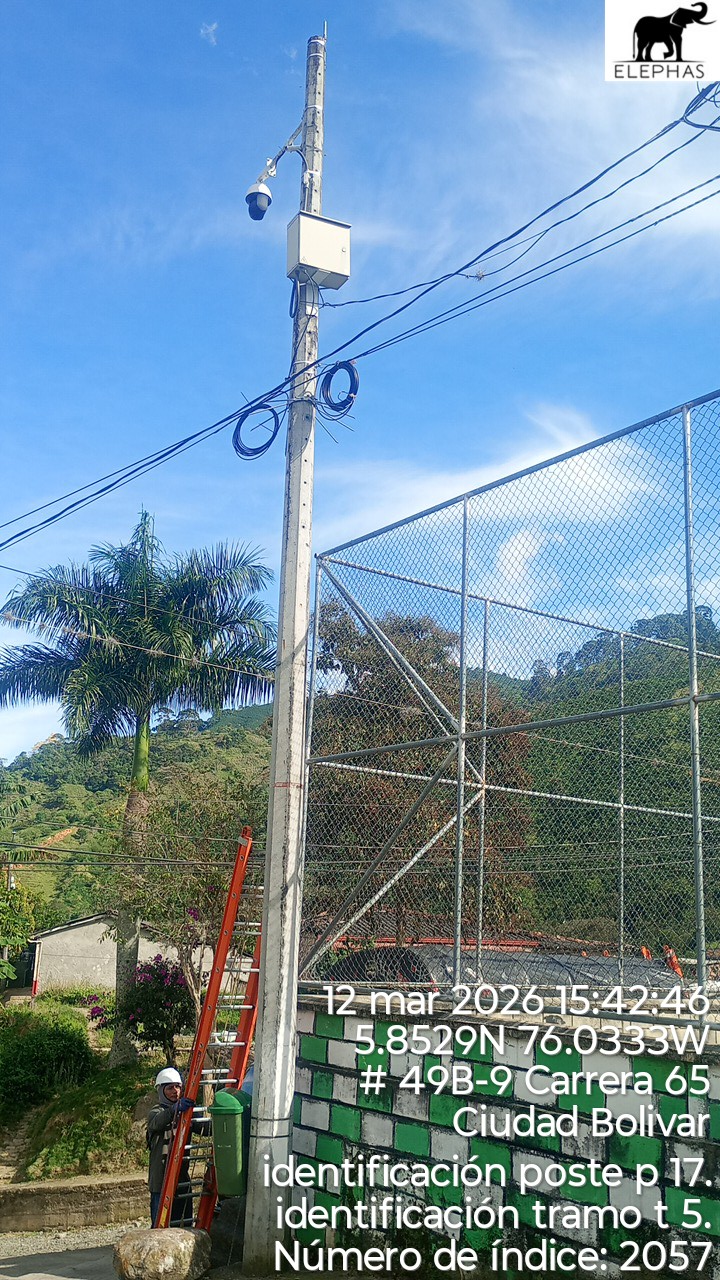 ELEPHAS
12 mar 2026 15:42:46
5.8529N 76.0333W
# 49B-9 Carrera 65
Ciudad Bolivar
identificación poste p 17.
identificación tramo t 5.
Número de índice: 2057